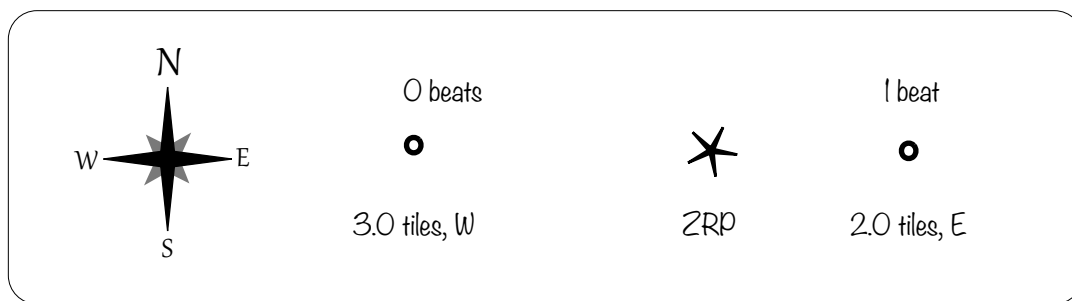 N
W
E
S
0 beats
1 beat
3.0 tiles, W
ZRP
2.0 tiles, E